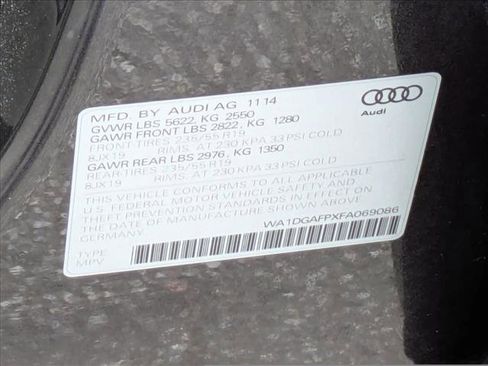 MFD. BY AUDI AG 11 14
GVWR LBS 5622, KG 2550
GAWR FRONT LBS 2822, KG 1280
FRONT TIRES 235/55 R19
8JX19 RIMS. AT 230 KPA 33 PSI COLD
GAWR REAR LBS 2976, KG 1350
REAR TIRES 235/55 R19
8JX19 RIMS. AT 230 KPA 33 PSI COLD
THIS VEHICLE CONFORMS TO ALL APPLICABLE
U.S. FEDERAL MOTOR VEHICLE SAFETY AND
THEFT PREVENTION STANDARDS IN EFFECT ON
THE DATE OF MANUFACTURE SHOWN ABOVE
WA1DGAFPXFA069086
TYPE
MPV
Audi